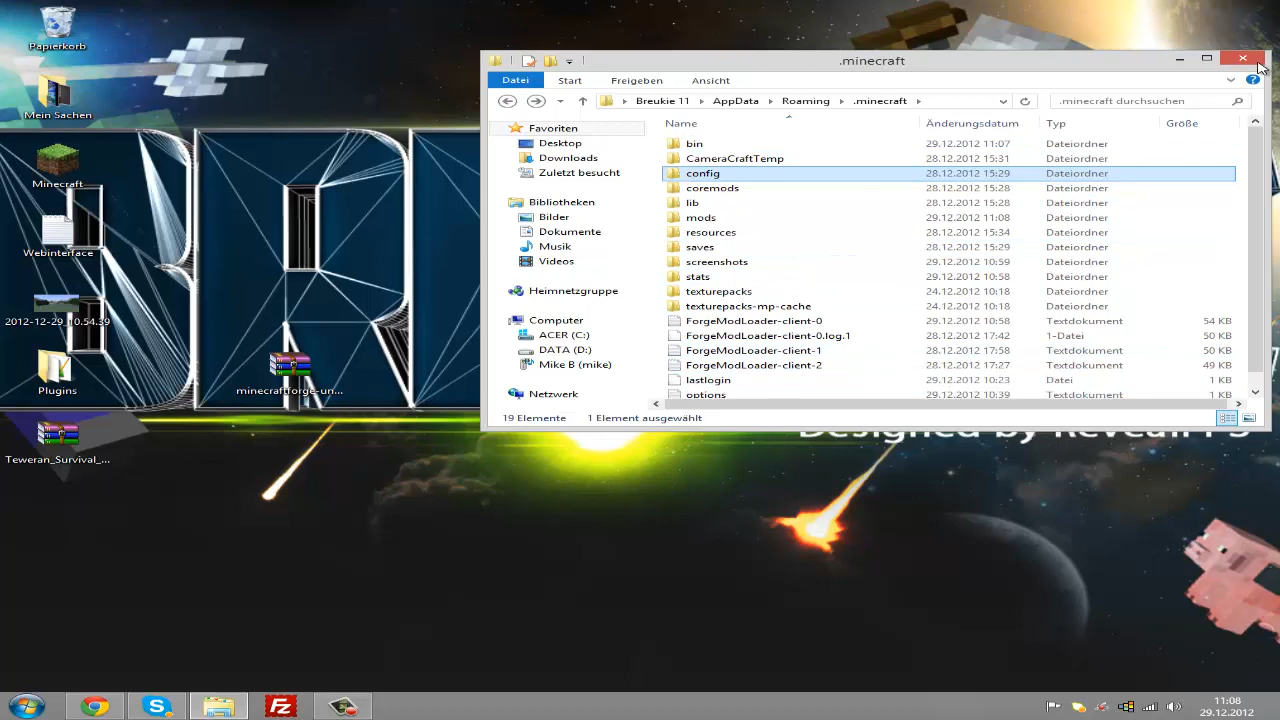 Papierkorb
Mein Sachen
Minecraft
Webinterface
2012-12-29_10.54.39
Plugins
Teweran_Survival_...
minecraftforge-un...
.minecraft
Datei Start Freigeben Ansicht
Breukie 11 AppData Roaming .minecraft .minecraft durchsuchen
Name Änderungsdatum Typ Größe
Favoriten
Desktop
Downloads
Zuletzt besucht
Bibliotheken
Bilder
Dokumente
Musik
Videos
Heimnetzgruppe
Computer
ACER (C:)
DATA (D:)
Mike B (mike)
Netzwerk
bin 29.12.2012 11:07 Dateiordner
CameraCraftTemp 28.12.2012 15:31 Dateiordner
config 28.12.2012 15:29 Dateiordner
coremods 28.12.2012 15:28 Dateiordner
lib 28.12.2012 15:28 Dateiordner
mods 29.12.2012 11:08 Dateiordner
resources 28.12.2012 15:34 Dateiordner
saves 28.12.2012 15:29 Dateiordner
screenshots 29.12.2012 10:59 Dateiordner
stats 29.12.2012 10:58 Dateiordner
texturepacks 24.12.2012 10:18 Dateiordner
texturepacks-mp-cache 24.12.2012 10:18 Dateiordner
ForgeModLoader-client-0 29.12.2012 10:58 Textdokument 54 KB
ForgeModLoader-client-0.log.1 28.12.2012 17:42 1-Datei 50 KB
ForgeModLoader-client-1 28.12.2012 17:58 Textdokument 50 KB
ForgeModLoader-client-2 28.12.2012 17:27 Textdokument 49 KB
lastlogin 29.12.2012 10:23 Datei 1 KB
options 29.12.2012 10:39 Textdokument 1 KB
19 Elemente 1 Element ausgewählt
11:08
29.12.2012